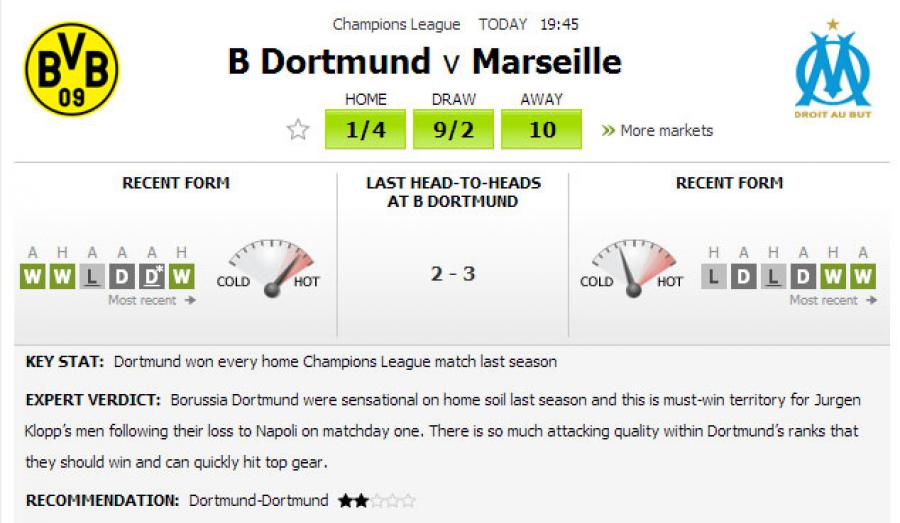 Champions League TODAY 19:45
B Dortmund v Marseille
BVB
09
DROIT AU BUT
HOME DRAW AWAY
1/4 9/2 10 » More markets
RECENT FORM
A H A A A H
W W L D D* W
COLD HOT
Most recent →
LAST HEAD-TO-HEADS
AT B DORTMUND
2 - 3
RECENT FORM
COLD HOT
H A H A H A
L D L D W W
Most recent →
KEY STAT: Dortmund won every home Champions League match last season
EXPERT VERDICT: Borussia Dortmund were sensational on home soil last season and this is must-win territory for Jurgen
Klopp's men following their loss to Napoli on matchday one. There is so much attacking quality within Dortmund's ranks that
they should win and can quickly hit top gear.
RECOMMENDATION: Dortmund-Dortmund ★★☆☆☆